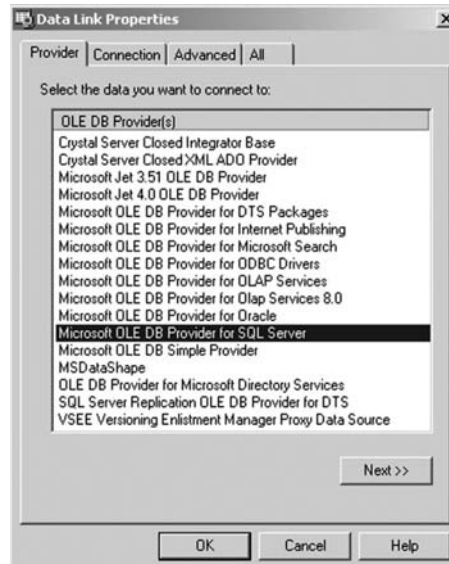 Data Link Properties
Provider Connection Advanced All
Select the data you want to connect to:
OLE DB Provider(s)
Crystal Server Closed Integrator Base
Crystal Server Closed XML ADO Provider
Microsoft Jet 3.51 OLE DB Provider
Microsoft Jet 4.0 OLE DB Provider
Microsoft OLE DB Provider for DTS Packages
Microsoft OLE DB Provider for Internet Publishing
Microsoft OLE DB Provider for Microsoft Search
Microsoft OLE DB Provider for ODBC Drivers
Microsoft OLE DB Provider for OLAP Services
Microsoft OLE DB Provider for Olap Services 8.0
Microsoft OLE DB Provider for Oracle
Microsoft OLE DB Provider for SQL Server
Microsoft OLE DB Simple Provider
MSDataShape
OLE DB Provider for Microsoft Directory Services
SQL Server Replication OLE DB Provider for DTS
VSEE Versioning Enlistment Manager Proxy Data Source
Next >>
OK Cancel Help